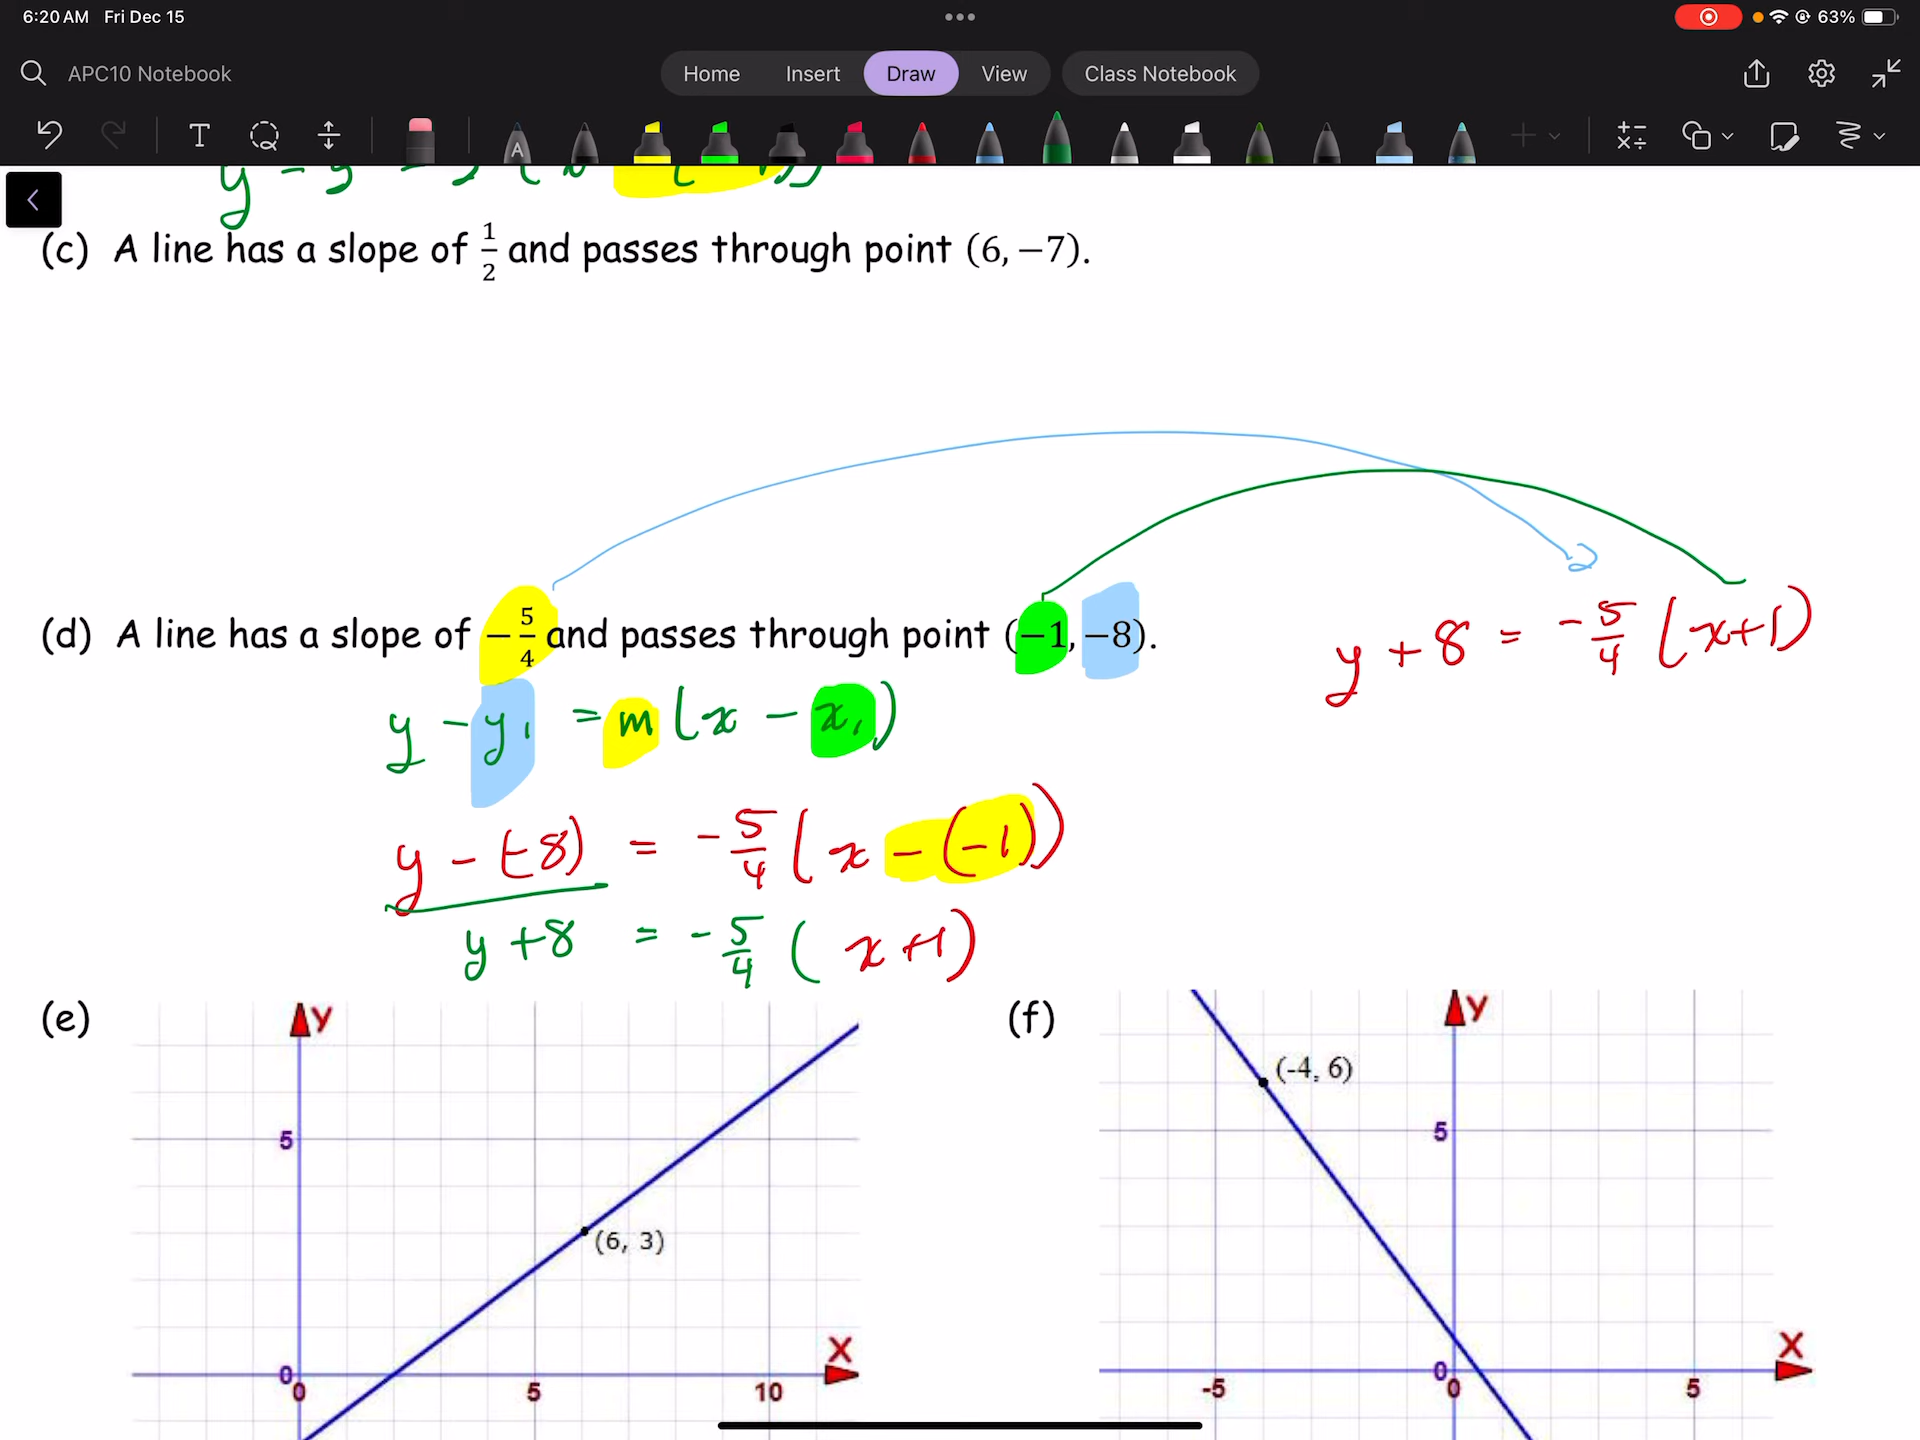 6:20 AM Fri Dec 15
63%
APC10 Notebook
Home Insert Draw View Class Notebook
(c) A line has a slope of 1/2 and passes through point (6, −7).
(d) A line has a slope of −5/4 and passes through point (−1, −8).
y + 8 = -5/4 (x+1)
y - y₁ = m (x - x₁)
y - (-8) = -5/4 (x - (-1))
y + 8 = -5/4 (x+1)
(e)
Y
5
(6, 3)
X
0
0 5 10
(f)
Y
(-4, 6)
5
X
0
-5 0 5